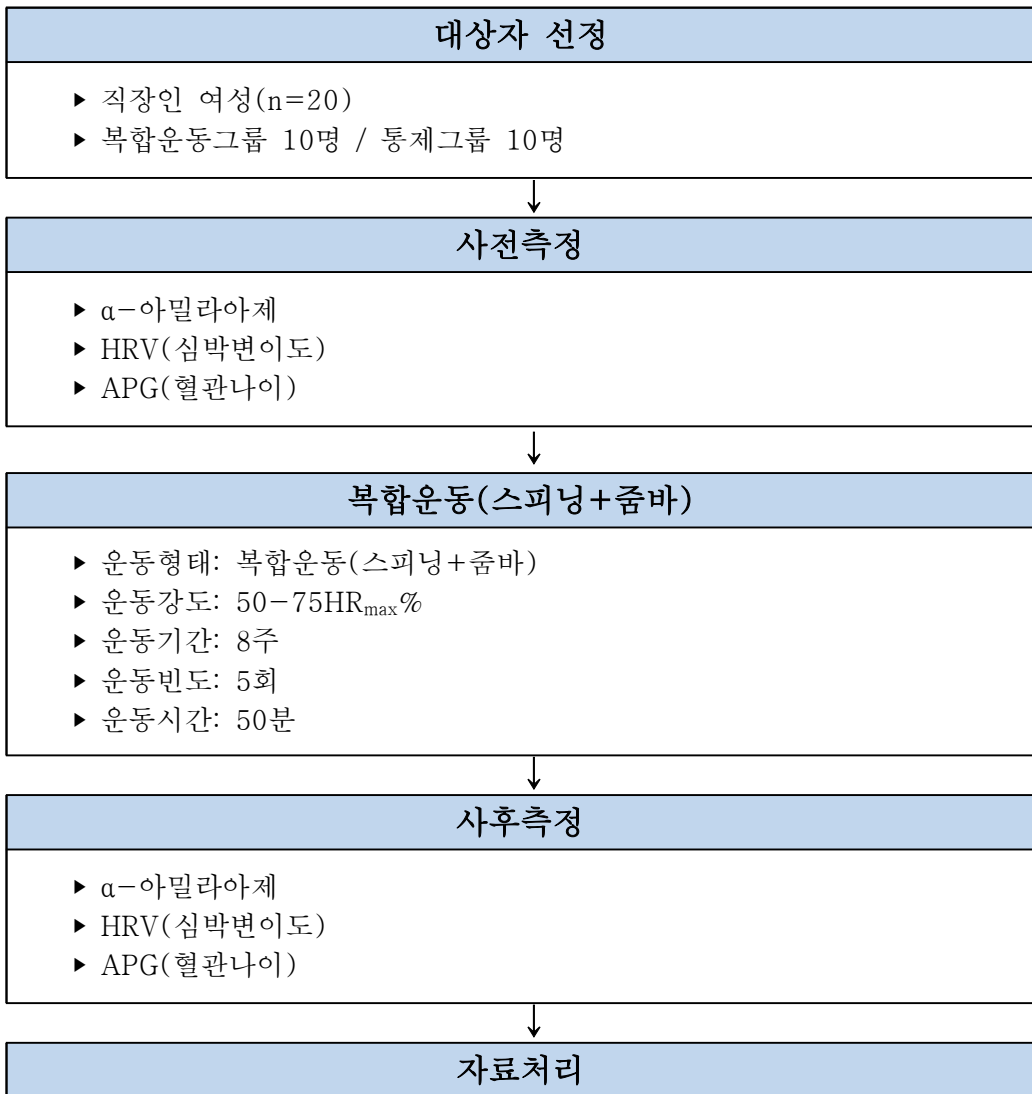 대상자 선정
▶ 직장인 여성(n=20)
▶ 복합운동그룹 10명 / 통제그룹 10명
사전측정
▶ α-아밀라아제
▶ HRV(심박변이도)
▶ APG(혈관나이)
복합운동(스피닝+줌바)
▶ 운동형태: 복합운동(스피닝+줌바)
▶ 운동강도: 50-75HRmax%
▶ 운동기간: 8주
▶ 운동빈도: 5회
▶ 운동시간: 50분
사후측정
▶ α-아밀라아제
▶ HRV(심박변이도)
▶ APG(혈관나이)
자료처리